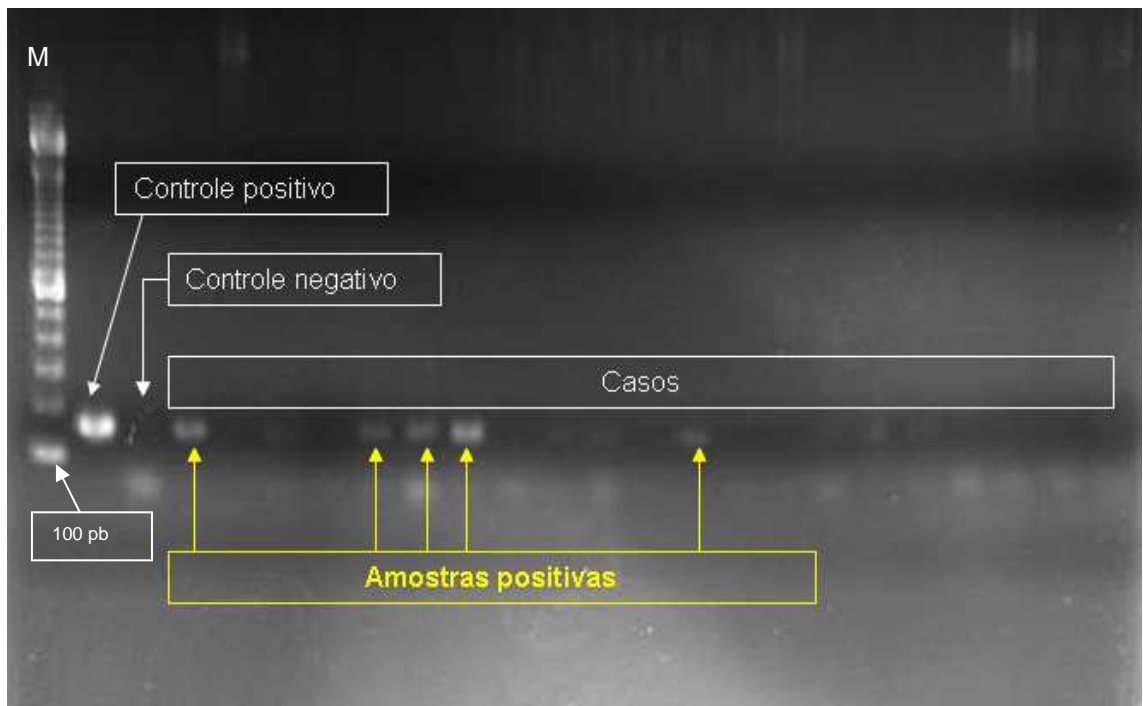 M
Controle positivo
Controle negativo
Casos
100 pb
Amostras positivas